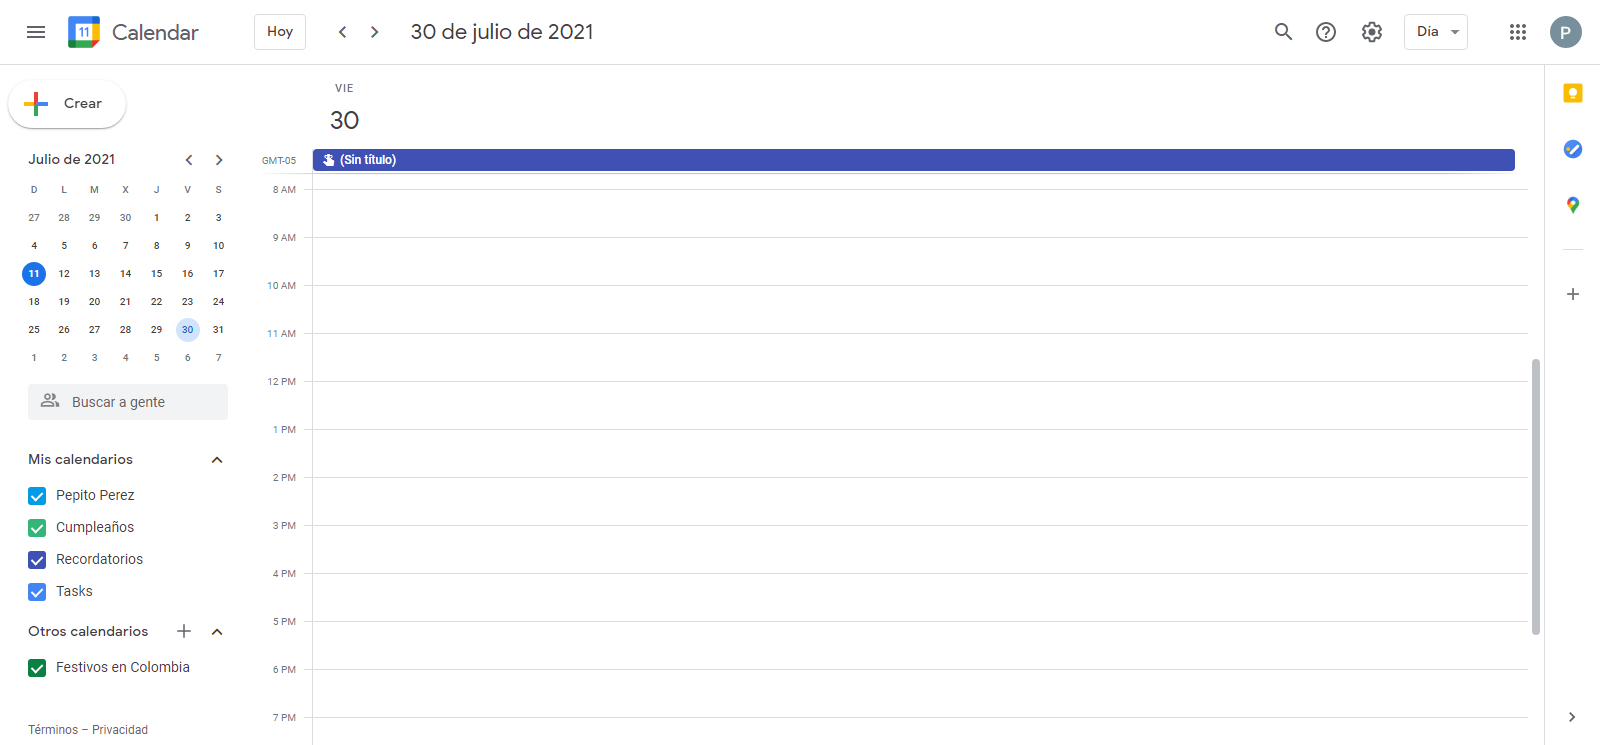 11 Calendar Hoy 30 de julio de 2021 Día P
Crear
Julio de 2021
D L M X J V S
27 28 29 30 1 2 3
4 5 6 7 8 9 10
11 12 13 14 15 16 17
18 19 20 21 22 23 24
25 26 27 28 29 30 31
1 2 3 4 5 6 7
Buscar a gente
Mis calendarios
Pepito Perez
Cumpleaños
Recordatorios
Tasks
Otros calendarios
Festivos en Colombia
Términos – Privacidad
VIE
30
GMT-05 (Sin título)
8 AM
9 AM
10 AM
11 AM
12 PM
1 PM
2 PM
3 PM
4 PM
5 PM
6 PM
7 PM